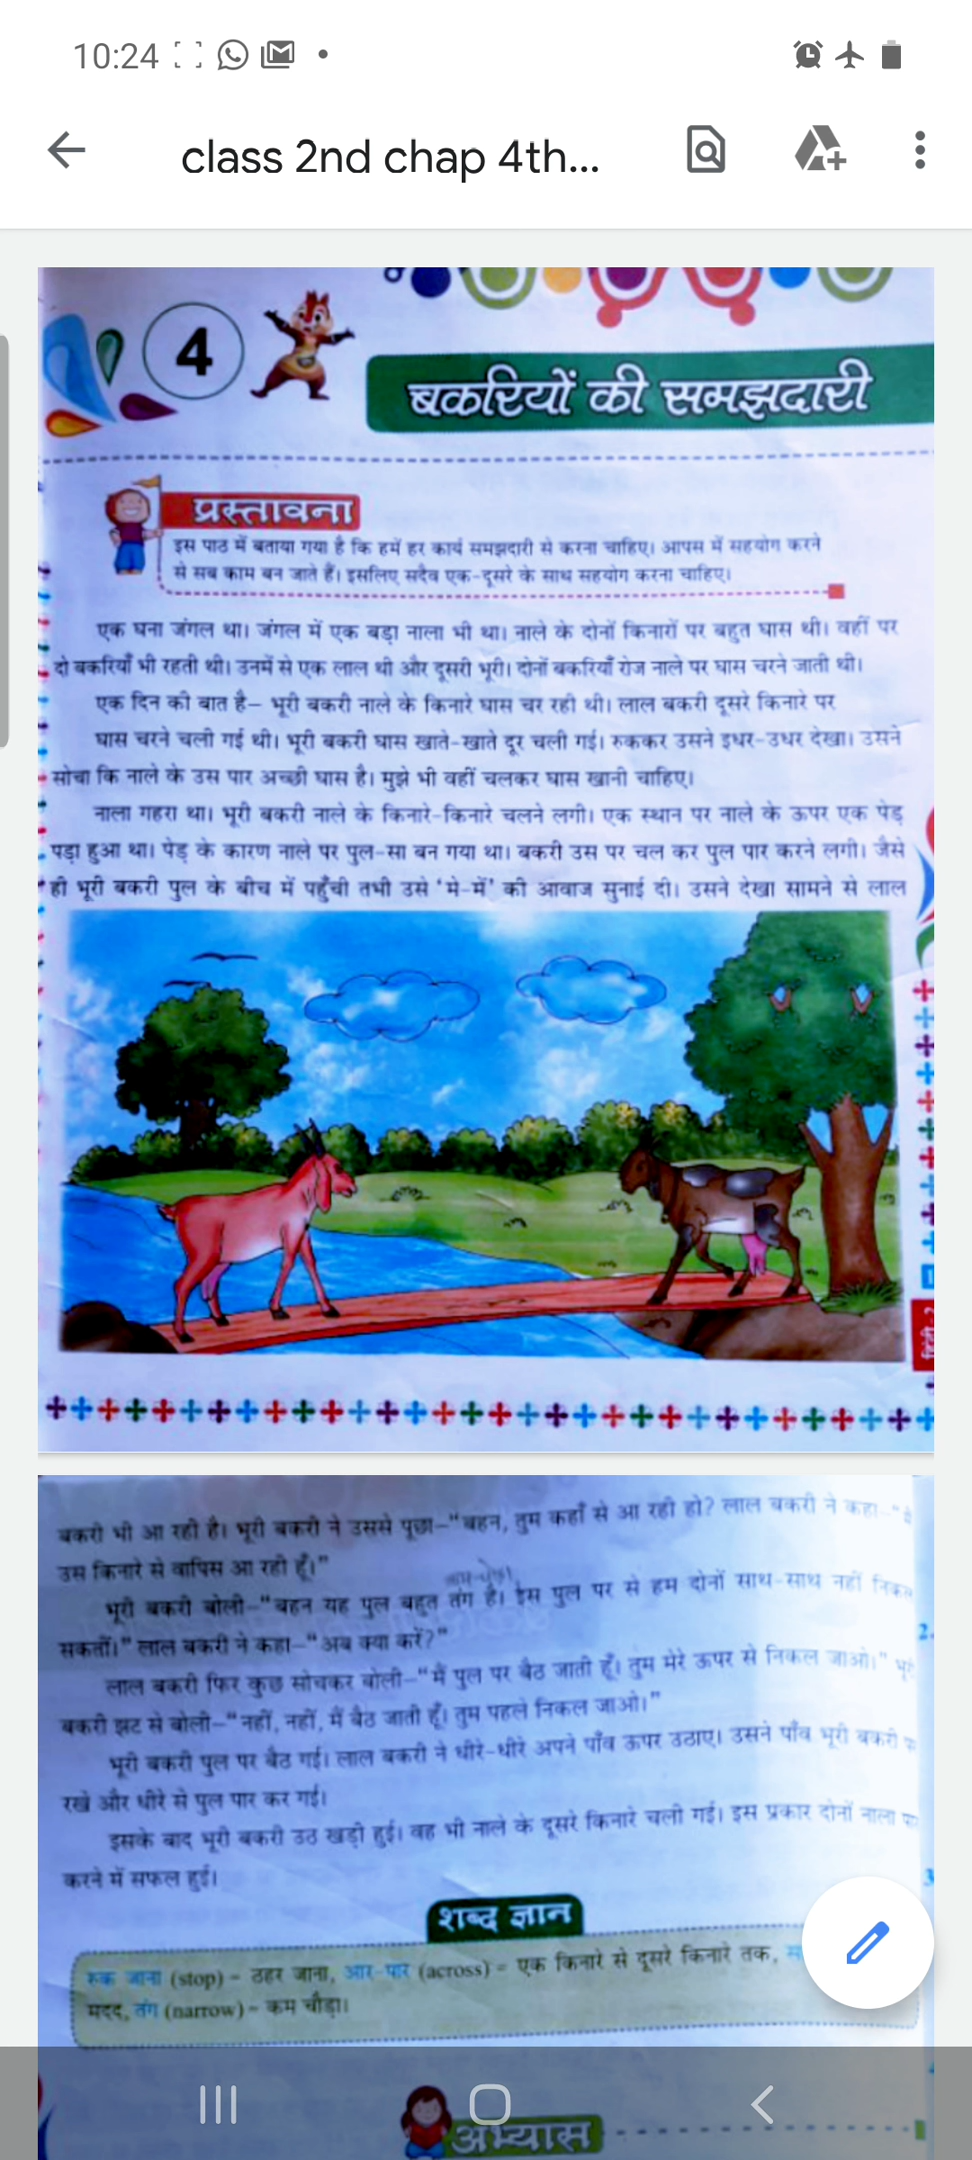 10:24
class 2nd chap 4th...
4
बकरियों की समझदारी
प्रस्तावना
इस पाठ में बताया गया है कि हमें हर कार्य समझदारी से करना चाहिए। आपस में सहयोग करने
से सब काम बन जाते हैं। इसलिए सदैव एक-दूसरे के साथ सहयोग करना चाहिए।
एक घना जंगल था। जंगल में एक बड़ा नाला भी था। नाले के दोनों किनारों पर बहुत घास थी। वहीं पर
दो बकरियाँ भी रहती थी। उनमें से एक लाल थी और दूसरी भूरी। दोनों बकरियाँ रोज नाले पर घास चरने जाती थी।
एक दिन की बात है– भूरी बकरी नाले के किनारे घास चर रही थी। लाल बकरी दूसरे किनारे पर
घास चरने चली गई थी। भूरी बकरी घास खाते-खाते दूर चली गई। रुककर उसने इधर-उधर देखा। उसने
सोचा कि नाले के उस पार अच्छी घास है। मुझे भी वहीं चलकर घास खानी चाहिए।
नाला गहरा था। भूरी बकरी नाले के किनारे-किनारे चलने लगी। एक स्थान पर नाले के ऊपर एक पेड़
पड़ा हुआ था। पेड़ के कारण नाले पर पुल-सा बन गया था। बकरी उस पर चल कर पुल पार करने लगी। जैसे
ही भूरी बकरी पुल के बीच में पहुँची तभी उसे ‘में-में’ की आवाज सुनाई दी। उसने देखा सामने से लाल
बकरी भी आ रही है। भूरी बकरी ने उससे पूछा–“बहन, तुम कहाँ से आ रही हो? लाल बकरी ने कहा–“मैं
उस किनारे से वापिस आ रही हूँ।”
भूरी बकरी बोली–“बहन यह पुल बहुत तंग है। इस पुल पर से हम दोनों साथ-साथ नहीं निकल
सकतीं।” लाल बकरी ने कहा–“अब क्या करें?”
लाल बकरी फिर कुछ सोचकर बोली–“मैं पुल पर बैठ जाती हूँ। तुम मेरे ऊपर से निकल जाओ।”
बकरी झट से बोली–“नहीं, नहीं, मैं बैठ जाती हूँ। तुम पहले निकल जाओ।”
भूरी बकरी पुल पर बैठ गई। लाल बकरी ने धीरे-धीरे अपने पाँव ऊपर उठाए। उसने पाँव भूरी बकरी
रखे और धीरे से पुल पार कर गई।
इसके बाद भूरी बकरी उठ खड़ी हुई। वह भी नाले के दूसरे किनारे चली गई। इस प्रकार दोनों नाला
करने में सफल हुई।
शब्द ज्ञान
रुक जाना (stop) – ठहर जाना, आर-पार (across) = एक किनारे से दूसरे किनारे तक,
मदद, तंग (narrow) – कम चौड़ा।
अभ्यास